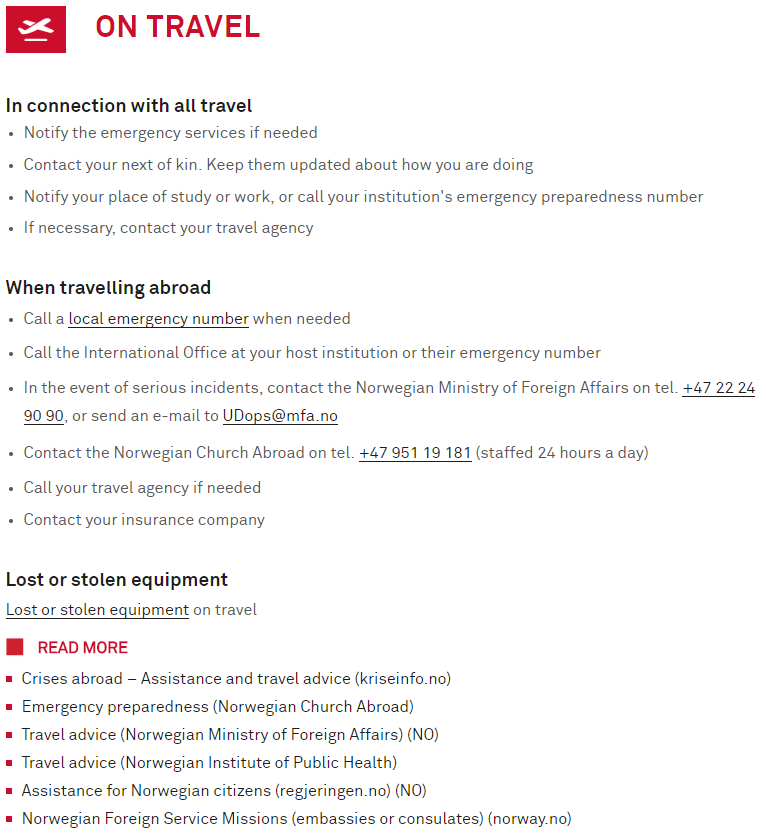 ON TRAVEL
In connection with all travel
• Notify the emergency services if needed
• Contact your next of kin. Keep them updated about how you are doing
• Notify your place of study or work, or call your institution's emergency preparedness number
• If necessary, contact your travel agency
When travelling abroad
• Call a local emergency number when needed
• Call the International Office at your host institution or their emergency number
• In the event of serious incidents, contact the Norwegian Ministry of Foreign Affairs on tel. +47 22 24
90 90, or send an e-mail to UDops@mfa.no
• Contact the Norwegian Church Abroad on tel. +47 951 19 181 (staffed 24 hours a day)
• Call your travel agency if needed
• Contact your insurance company
Lost or stolen equipment
Lost or stolen equipment on travel
READ MORE
Crises abroad – Assistance and travel advice (kriseinfo.no)
Emergency preparedness (Norwegian Church Abroad)
Travel advice (Norwegian Ministry of Foreign Affairs) (NO)
Travel advice (Norwegian Institute of Public Health)
Assistance for Norwegian citizens (regjeringen.no) (NO)
Norwegian Foreign Service Missions (embassies or consulates) (norway.no)